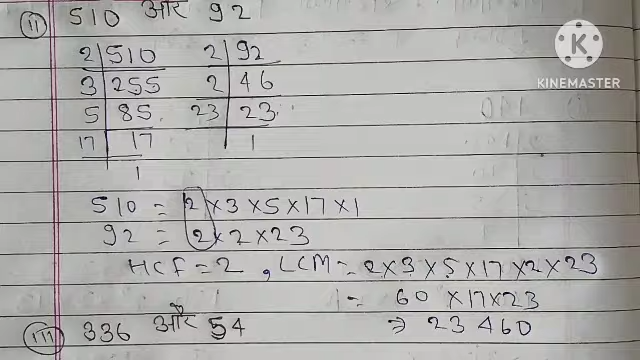 (ii) 510 और 92
2 | 510   2 | 92
3 | 255   2 | 46
5 | 85   23 | 23
17 | 17   | 1
1
KINEMASTER
510 = 2×3×5×17×1
92 = 2×2×23
HCF = 2, LCM = 2×3×5×17×2×23
= 60 ×17×23
(iii) 336 और 54   ⇒ 23460